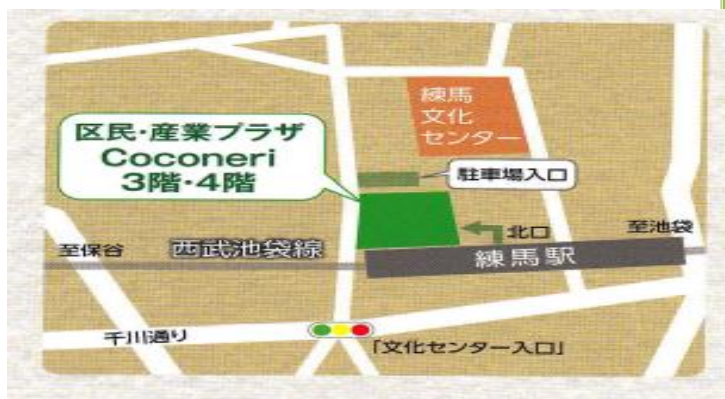 練馬
文化
センター
区民・産業プラザ
Coconeri
3階・4階
駐車場入口
北口
至池袋
至保谷
西武池袋線
練馬駅
千川通り
「文化センター入口」